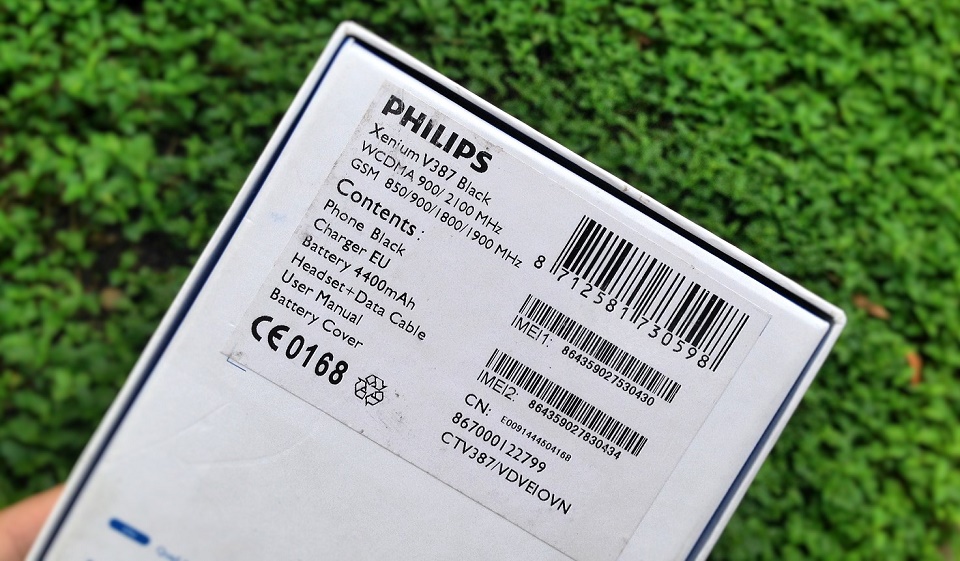 PHILIPS
Xenium V387 Black
WCDMA 900/ 2100 MHz
GSM 850/900/1800/1900 MHz
Contents :
Phone Black
Charger EU
Battery 4400mAh
Headset+Data Cable
User Manual
Battery Cover
CE0168
8 712581 730598
IMEI1: 864359027530430
IMEI2: 864359027830434
CN: E0091444604168
867000122799
CTV387/VDVEIOVN